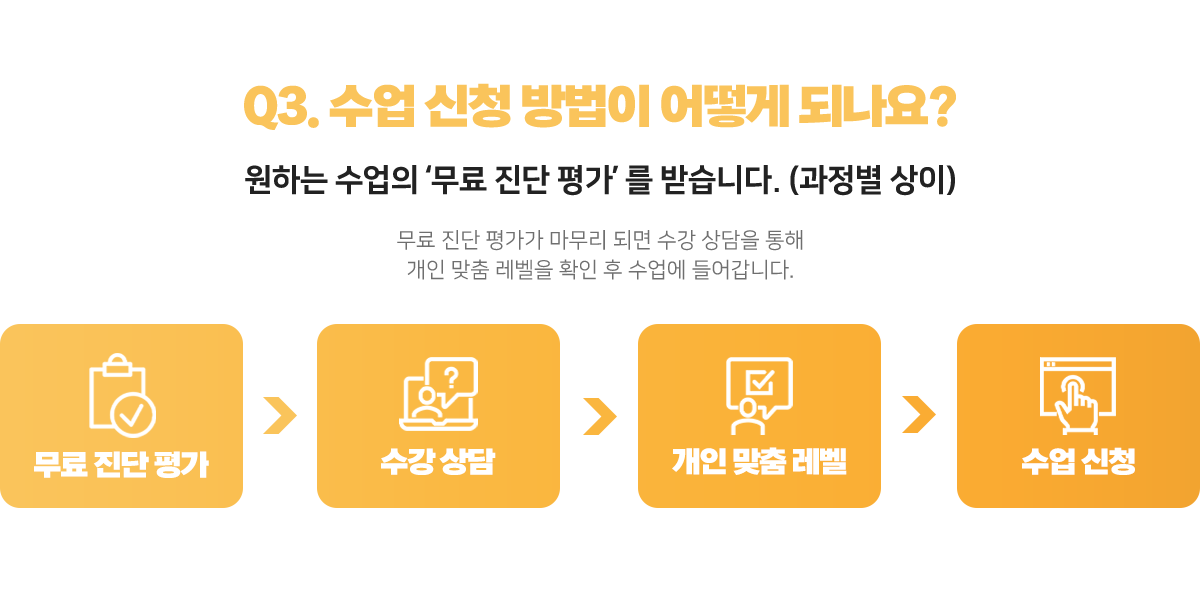 Q3. 수업 신청 방법이 어떻게 되나요?
원하는 수업의 ‘무료 진단 평가’ 를 받습니다. (과정별 상이)
무료 진단 평가가 마무리 되면 수강 상담을 통해
개인 맞춤 레벨을 확인 후 수업에 들어갑니다.
무료 진단 평가
수강 상담
개인 맞춤 레벨
수업 신청